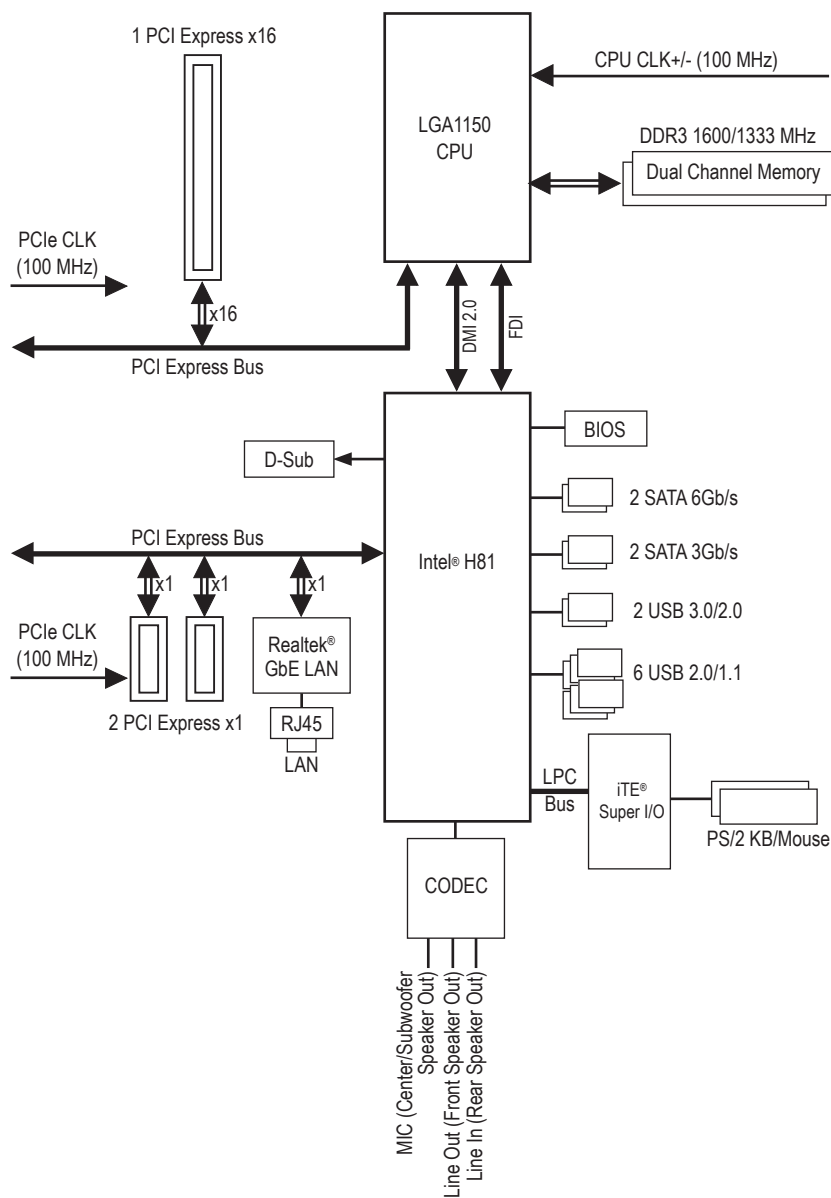 1 PCI Express x16
CPU CLK+/- (100 MHz)
LGA1150
CPU
DDR3 1600/1333 MHz
Dual Channel Memory
PCIe CLK
(100 MHz)
x16
PCI Express Bus
DMI 2.0
FDI
BIOS
D-Sub
2 SATA 6Gb/s
PCI Express Bus
Intel® H81
2 SATA 3Gb/s
x1
x1
x1
2 USB 3.0/2.0
PCIe CLK
(100 MHz)
Realtek®
GbE LAN
6 USB 2.0/1.1
2 PCI Express x1
RJ45
LAN
LPC
Bus
iTE®
Super I/O
PS/2 KB/Mouse
CODEC
MIC (Center/Subwoofer
Speaker Out)
Line Out (Front Speaker Out)
Line In (Rear Speaker Out)